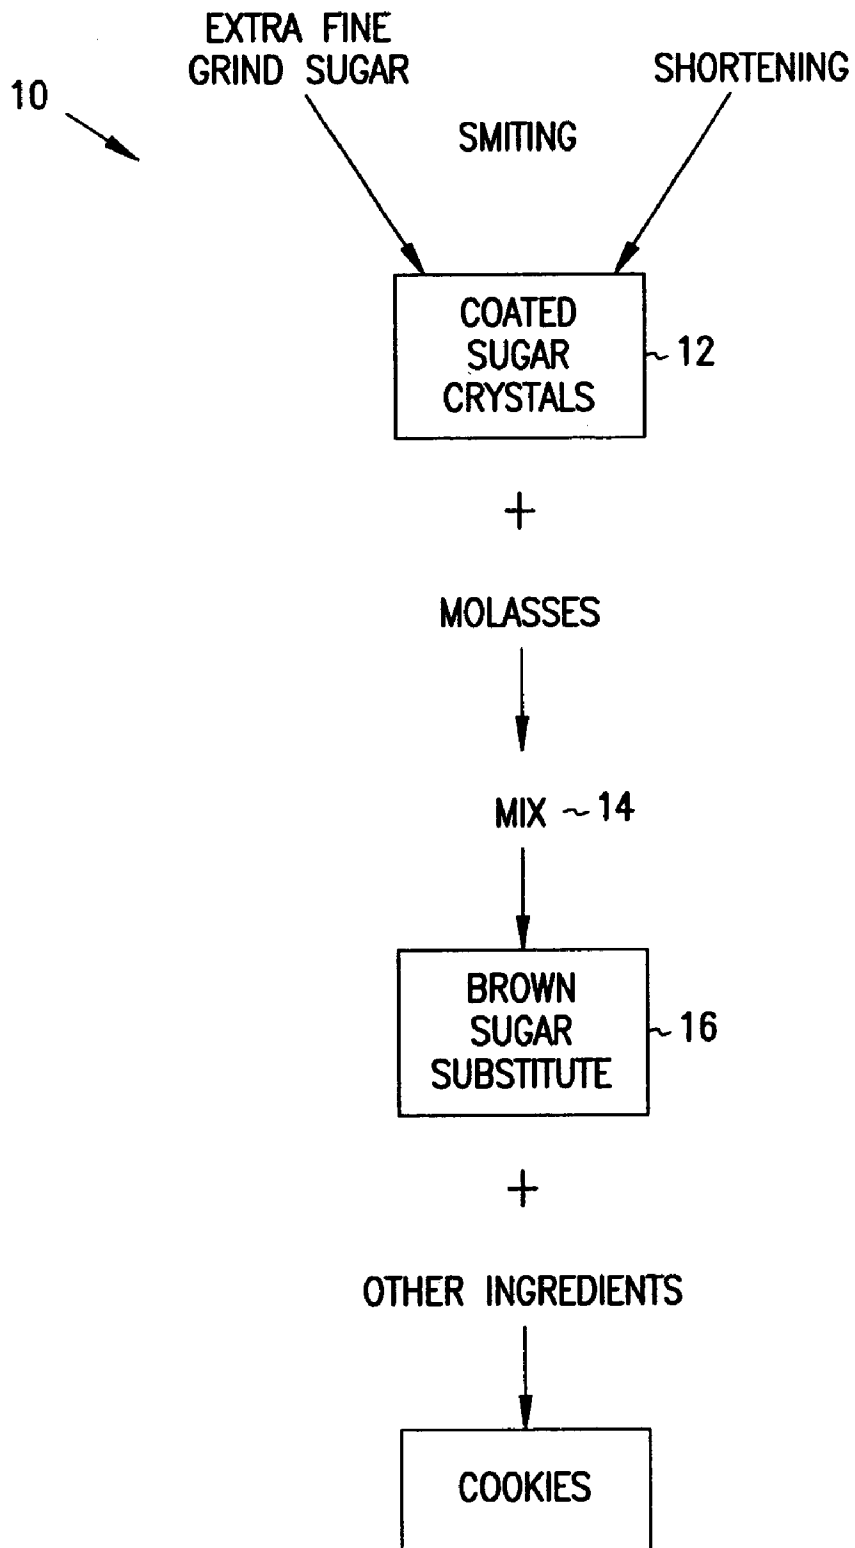 EXTRA FINE
GRIND SUGAR
SHORTENING
10
SMITING
COATED
SUGAR
CRYSTALS
12
+
MOLASSES
MIX ~ 14
BROWN
SUGAR
SUBSTITUTE
16
+
OTHER INGREDIENTS
COOKIES